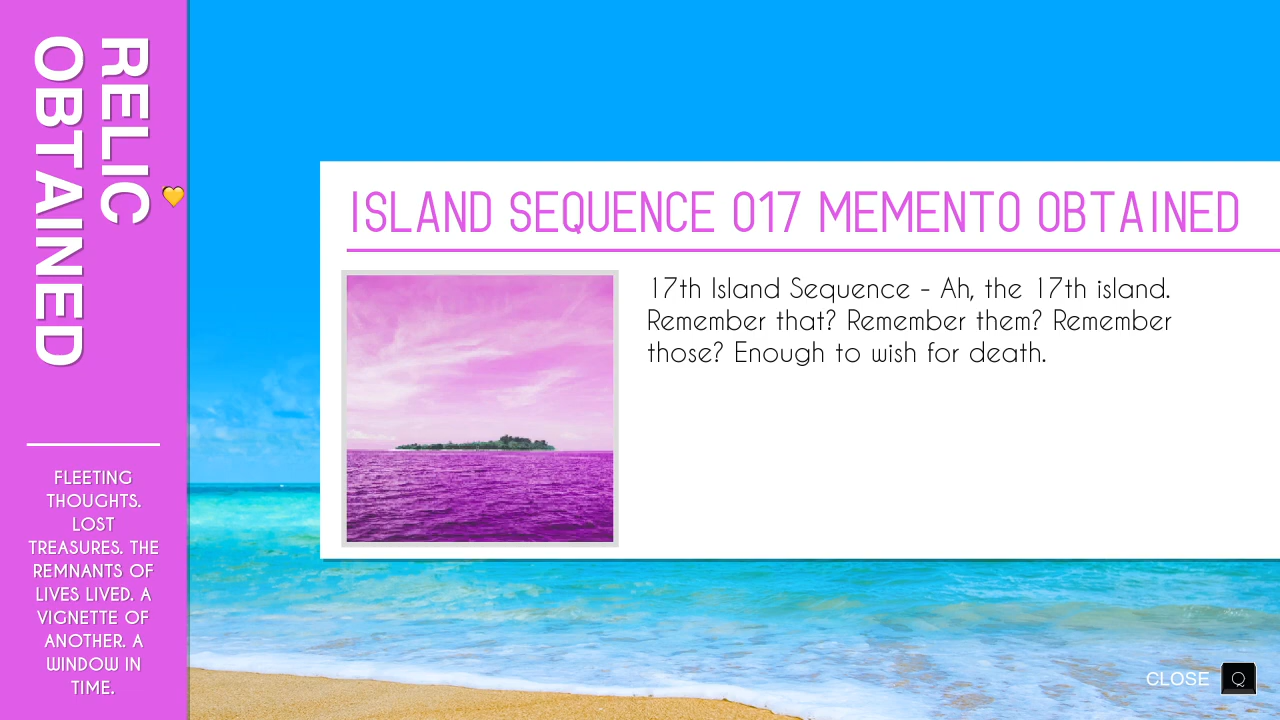 RELIC
OBTAINED
FLEETING
THOUGHTS.
LOST
TREASURES. THE
REMNANTS OF
LIVES LIVED. A
VIGNETTE OF
ANOTHER. A
WINDOW IN
TIME.
ISLAND SEQUENCE 017 MEMENTO OBTAINED
17th Island Sequence - Ah, the 17th island.
Remember that? Remember them? Remember
those? Enough to wish for death.
CLOSE Q